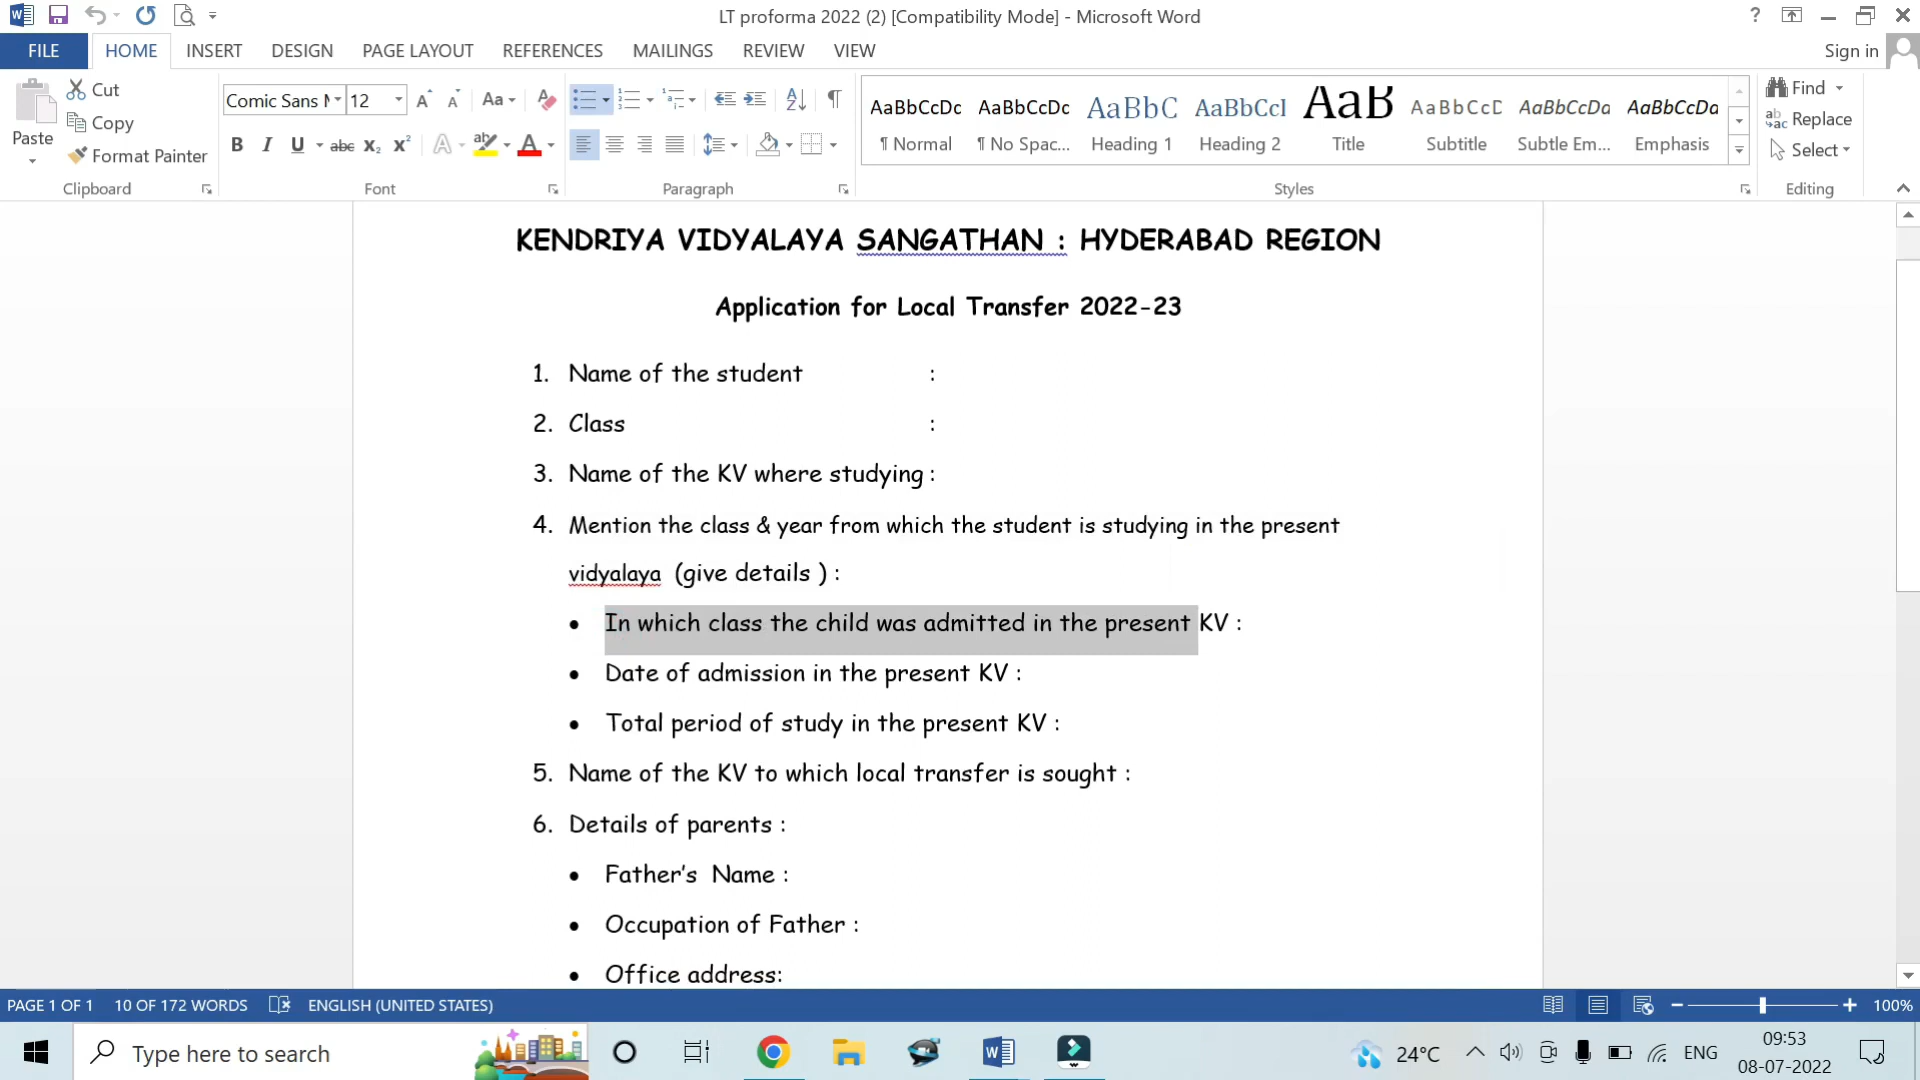 LT proforma 2022 (2) [Compatibility Mode] - Microsoft Word
FILE HOME INSERT DESIGN PAGE LAYOUT REFERENCES MAILINGS REVIEW VIEW Sign in
Paste
Cut
Copy
Format Painter
Clipboard
Comic Sans M 12
Font
Paragraph
AaBbCcDc AaBbCcDc AaBbC AaBbCcI AaB AaBbCcD AaBbCcDa AaBbCcDa
¶ Normal ¶ No Spac... Heading 1 Heading 2 Title Subtitle Subtle Em... Emphasis
Styles
Find
Replace
Select
Editing
KENDRIYA VIDYALAYA SANGATHAN : HYDERABAD REGION
Application for Local Transfer 2022-23
1. Name of the student :
2. Class :
3. Name of the KV where studying :
4. Mention the class & year from which the student is studying in the present
vidyalaya (give details ) :
• In which class the child was admitted in the present KV :
• Date of admission in the present KV :
• Total period of study in the present KV :
5. Name of the KV to which local transfer is sought :
6. Details of parents :
• Father's Name :
• Occupation of Father :
• Office address:
PAGE 1 OF 1 10 OF 172 WORDS ENGLISH (UNITED STATES) 100%
Type here to search 24°C ENG 09:53
08-07-2022